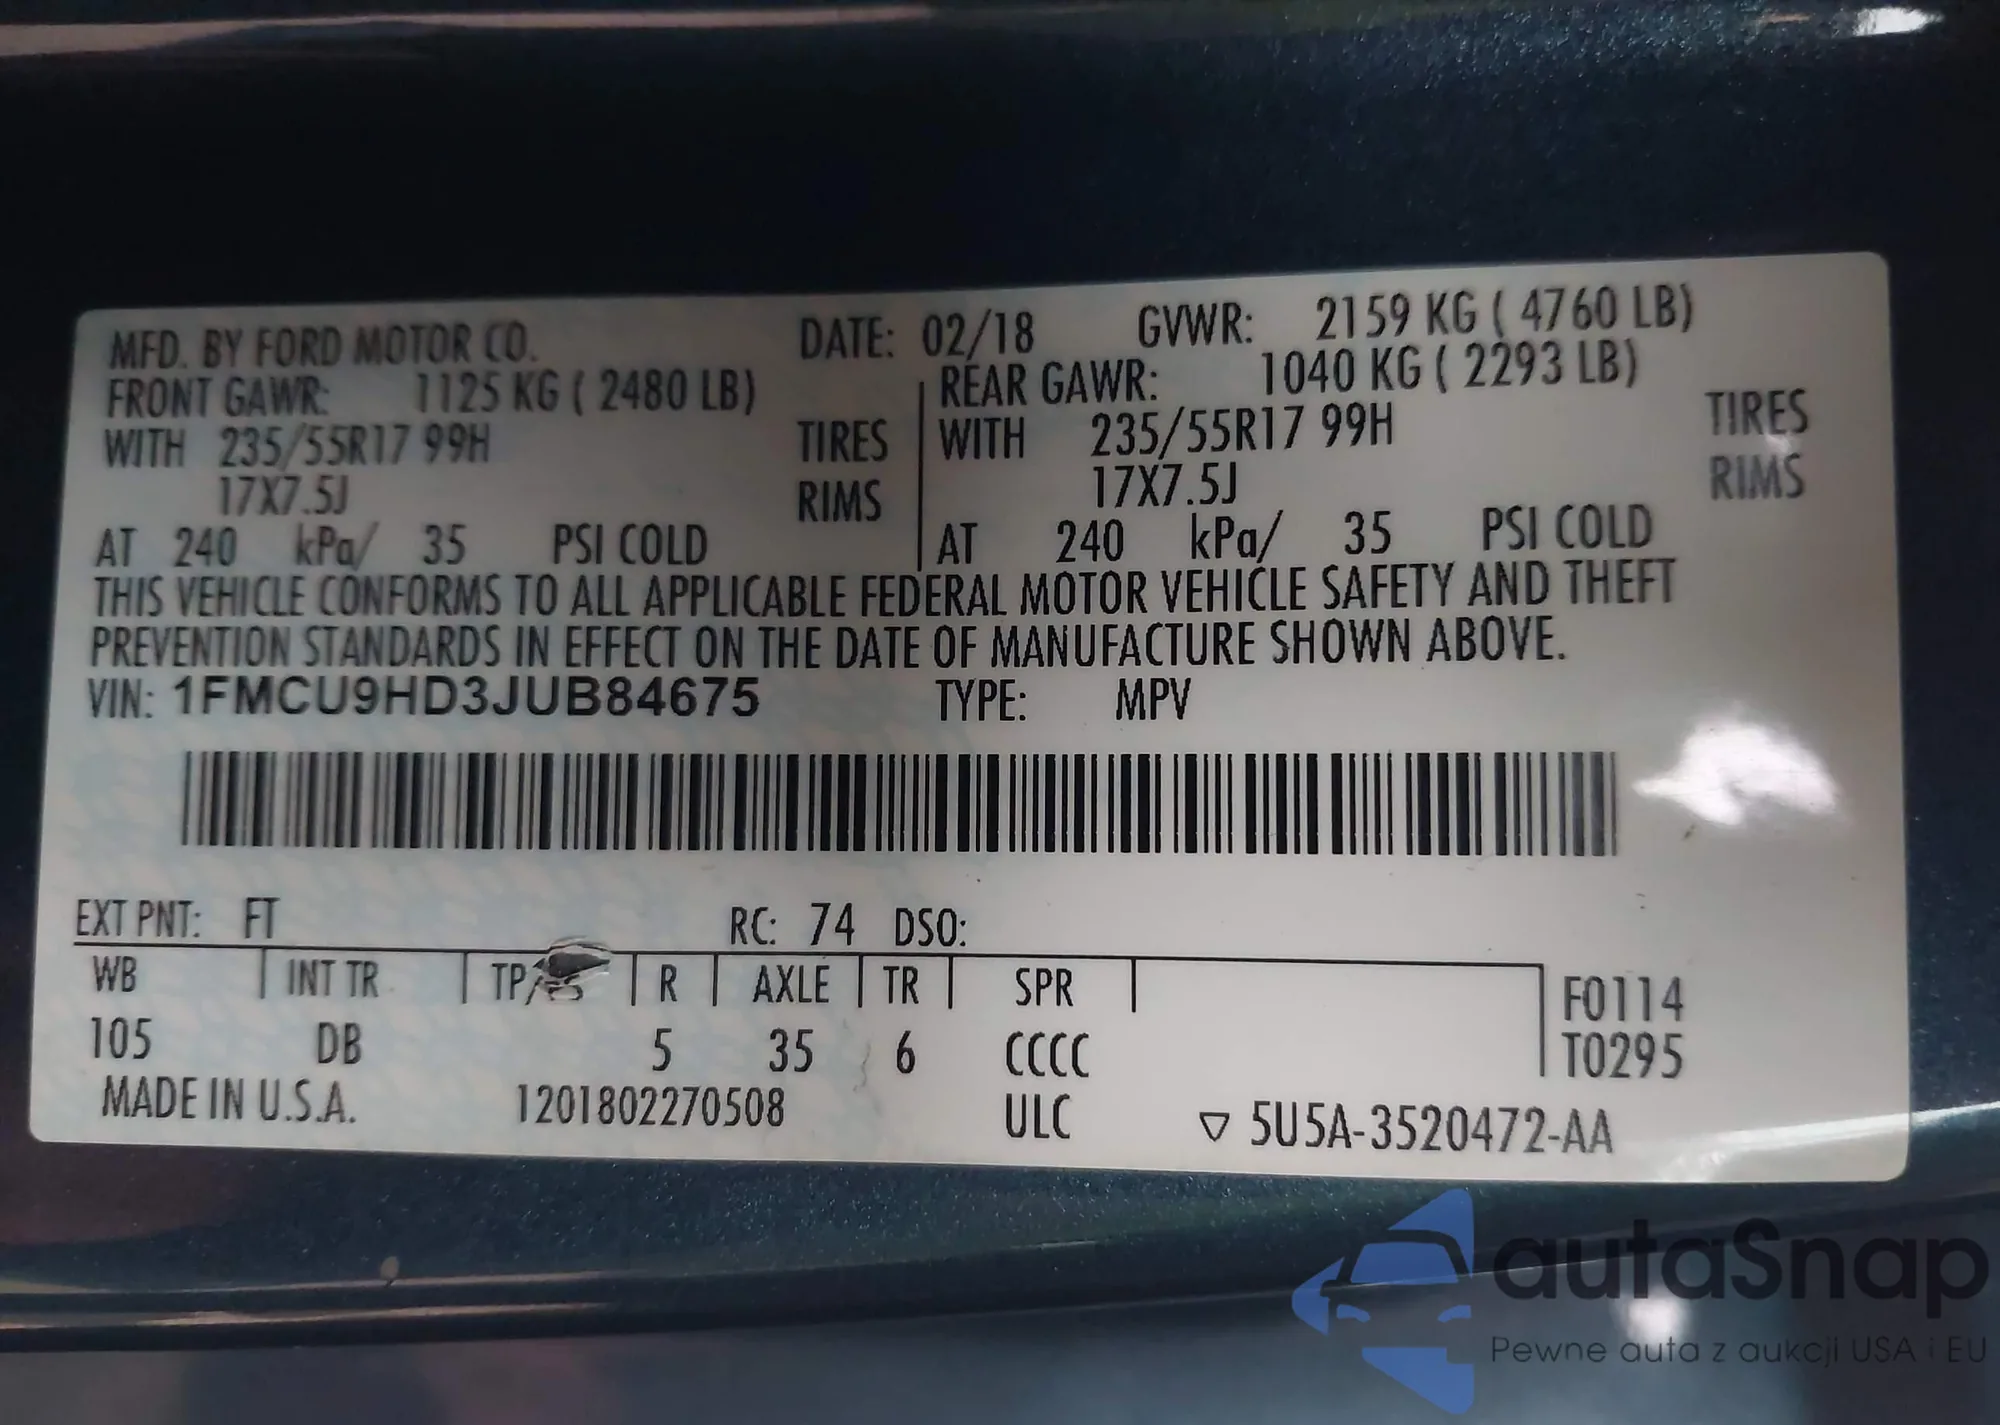 MFD. BY FORD MOTOR CO. DATE: 02/18 GVWR: 2159 KG ( 4760 LB)
FRONT GAWR: 1125 KG ( 2480 LB) REAR GAWR: 1040 KG ( 2293 LB)
WITH 235/55R17 99H TIRES WITH 235/55R17 99H TIRES
17X7.5J RIMS 17X7.5J RIMS
AT 240 kPa/ 35 PSI COLD AT 240 kPa/ 35 PSI COLD
THIS VEHICLE CONFORMS TO ALL APPLICABLE FEDERAL MOTOR VEHICLE SAFETY AND THEFT
PREVENTION STANDARDS IN EFFECT ON THE DATE OF MANUFACTURE SHOWN ABOVE.
VIN: 1FMCU9HD3JUB84675 TYPE: MPV
EXT PNT: FT RC: 74 DSO:
WB INT TR TP/ R AXLE TR SPR F0114
105 DB 5 35 6 CCCC T0295
MADE IN U.S.A. 1201802270508 ULC ▽ 5U5A-3520472-AA
autaSnap
Pewne auta z aukcji USA i EU